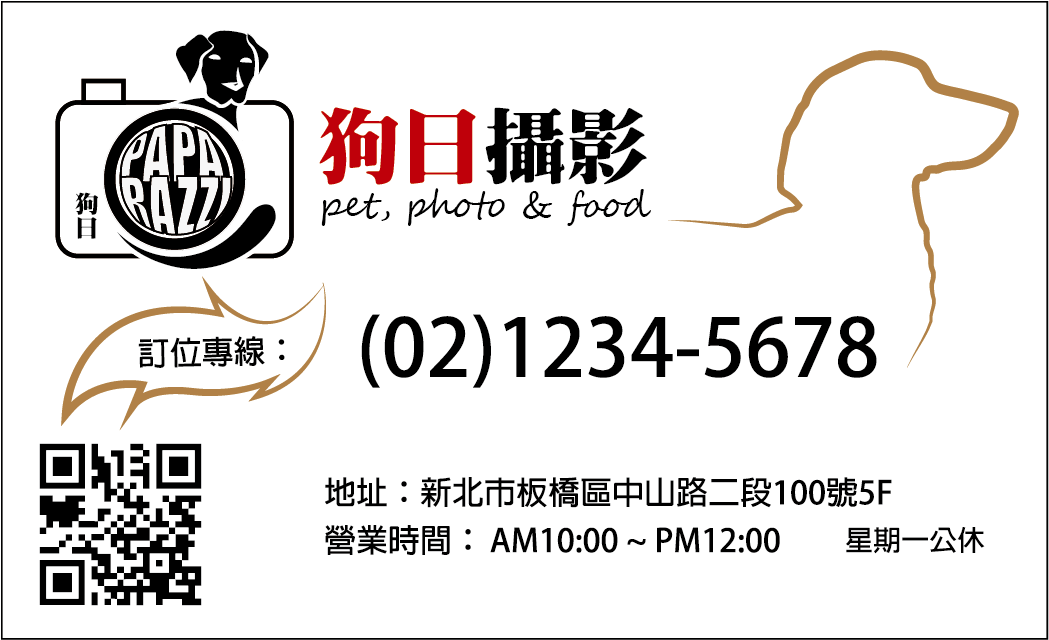 PAPA
RAZZI
狗日
狗日攝影
pet, photo & food
訂位專線：
(02)1234-5678
地址：新北市板橋區中山路二段100號5F
營業時間： AM10:00 ~ PM12:00 星期一公休